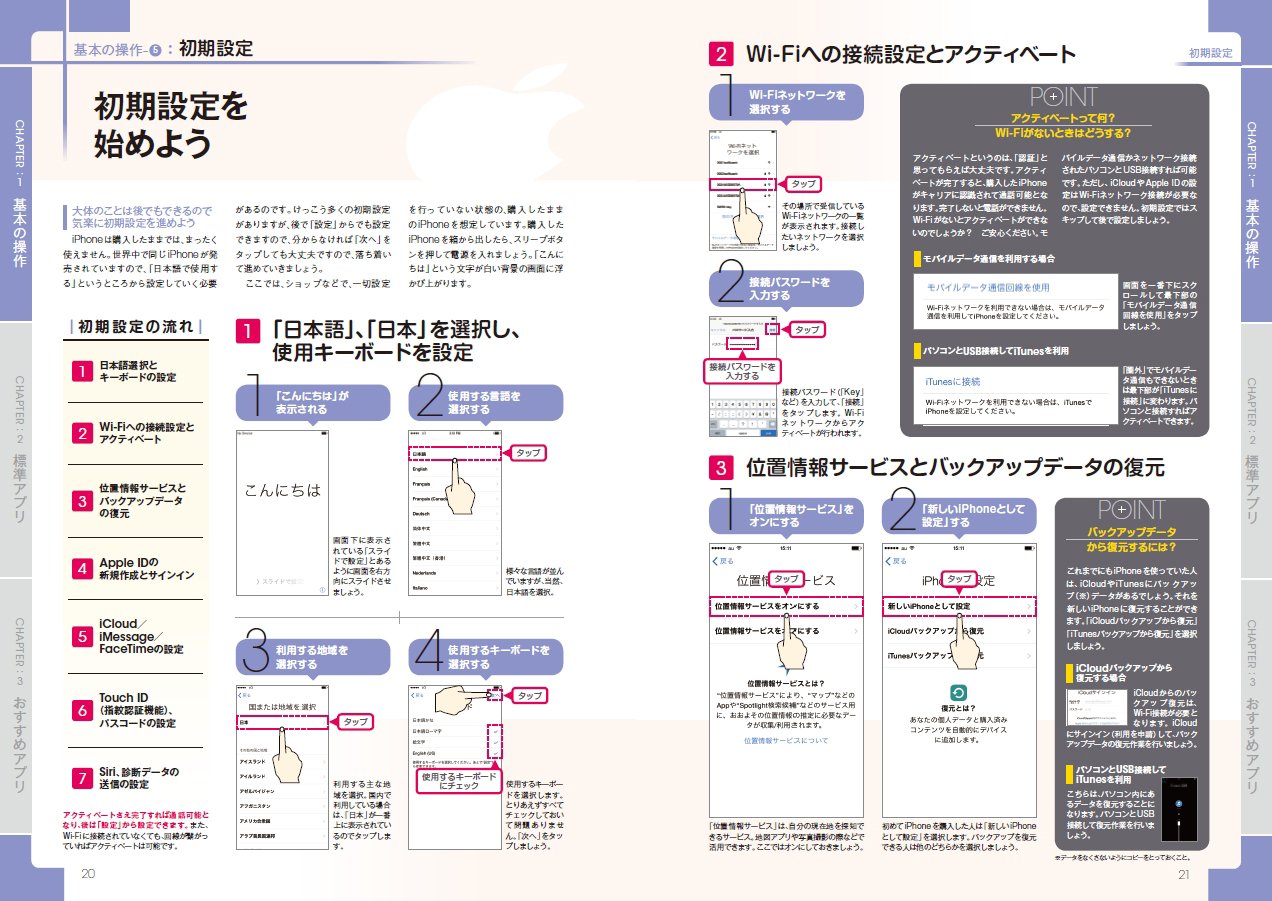 基本の操作-5：初期設定
初期設定を
始めよう
CHAPTER：1 基本の操作
CHAPTER：2 標準アプリ
CHAPTER：3 おすすめアプリ
大体のことは後でもできるので
気楽に初期設定を進めよう
iPhoneは購入したままでは、まったく
使えません。世界中で同じiPhoneが発
売されていますので、「日本語で使用す
る」というところから設定していく必要
があるのです。けっこう多くの初期設定
がありますが、後で「設定」からでも設定
できますので、分からなければ「次へ」を
タップしても大丈夫ですので、落ち着い
て進めていきましょう。
ここでは、ショップなどで、一切設定
を行っていない状態の、購入したまま
のiPhoneを想定しています。購入した
iPhoneを箱から出したら、スリープボタ
ンを押して電源を入れましょう。「こんに
ちは」という文字が白い背景の画面に浮
かび上がります。
初期設定の流れ
1 日本語選択と
キーボードの設定
2 Wi-Fiへの接続設定と
アクティベート
3 位置情報サービスと
バックアップデータ
の復元
4 Apple IDの
新規作成とサインイン
5 iCloud／
iMessage／
FaceTimeの設定
6 Touch ID
（指紋認証機能）、
パスコードの設定
7 Siri、診断データの
送信の設定
アクティベートさえ完了すれば通話可能と
なり、後は「設定」から設定できます。また、
Wi-Fiに接続されていなくても、回線が繋がっ
ていればアクティベートは可能です。
1 「日本語」、「日本」を選択し、
使用キーボードを設定
1 「こんにちは」が
表示される
こんにちは
スライドで設定
画面下に表示さ
れている「スライ
ドで設定」とある
ように画面を右方
向にスライドさせ
ましょう。
2 使用する言語を
選択する
日本語
タップ
English
Français
Français (Canada)
Deutsch
简体中文
繁體中文
繁體中文（香港）
Nederlands
Italiano
様々な言語が並ん
でいますが、当然、
日本語を選択。
3 利用する地域を
選択する
戻る
国または地域を選択
日本
タップ
その他の国と地域
アイスランド
アイルランド
アゼルバイジャン
アフガニスタン
アメリカ合衆国
アラブ首長国連邦
利用する主な地
域を選択。国内で
利用している場合
は、「日本」が一番
上に表示されてい
るのでタップしま
す。
4 使用するキーボードを
選択する
戻る
タップ
日本語かな
日本語ローマ字
絵文字
English (US)
使用するキーボード
にチェック
使用するキーボー
ドを選択します。
とりあえずすべて
チェックしておい
て問題ありませ
ん。「次へ」をタッ
プしましょう。
20
初期設定
2 Wi-Fiへの接続設定とアクティベート
1 Wi-Fiネットワークを
選択する
Wi-Fiネット
ワークを選択
タップ
その場所で受信している
Wi-Fiネットワークの一覧
が表示されます。接続し
たいネットワークを選択
しましょう。
2 接続パスワードを
入力する
タップ
接続パスワードを
入力する
接続パスワード（「Key」
など）を入力して、「接続」
をタップします。Wi-Fi
ネットワークからアクティ
ベートが行われます。
POINT
アクティベートって何？
Wi-Fiがないときはどうする？
アクティベートというのは、「認証」と
思ってもらえば大丈夫です。アクティ
ベートが完了すると、購入したiPhone
がキャリアに認識されて通話可能とな
ります。完了しないと電話ができません。
Wi-Fiがないとアクティベートができな
いのでしょうか？　ご安心ください、モ
バイルデータ通信かネットワーク接続
されたパソコンとUSB接続すれば可能
です。ただし、iCloudやApple IDの設
定はWi-Fiネットワーク接続が必要な
ので、設定できません。初期設定ではス
キップして後で設定しましょう。
モバイルデータ通信を利用する場合
モバイルデータ通信回線を使用
Wi-Fiネットワークを利用できない場合は、モバイルデータ
通信を利用してiPhoneを設定してください。
画面を一番下にスク
ロールして最下部の
「モバイルデータ通信
回線を使用」をタップ
しましょう。
パソコンとUSB接続してiTunesを利用
iTunesに接続
Wi-Fiネットワークを利用できない場合は、iTunesで
iPhoneを設定してください。
「圏外」でモバイルデー
タ通信もできないとき
は最下部が「iTunesに
接続」に変わります。パ
ソコンと接続すればア
クティベートできます。
3 位置情報サービスとバックアップデータの復元
1 「位置情報サービス」を
オンにする
au 15:11
戻る
タップ
位置情報サービスをオンにする
位置情報サービスとは？
"位置情報サービス"により、"マップ"などの
Appや"Spotlight検索候補"などのサービス用
に、おおよその位置情報の推定に必要なデー
タが収集/利用されます。
位置情報サービスについて
「位置情報サービス」は、自分の現在地を探知で
きるサービス。地図アプリや写真撮影の際などで
活用できます。ここではオンにしておきましょう。
2 「新しいiPhoneとして
設定」する
au 15:11
戻る
タップ
新しいiPhoneとして設定
iCloudバックアップから復元
復元とは？
あなたの個人データと購入済み
コンテンツを自動的にデバイス
に追加します。
初めてiPhoneを購入した人は「新しいiPhone
として設定」を選択します。バックアップを復元
できる人は他のどちらかを選択しましょう。
POINT
バックアップデータ
から復元するには？
これまでにもiPhoneを使っていた人
は、iCloudやiTunesにバックアッ
プ（※）データがあるでしょう。それを
新しいiPhoneに復元することができ
ます。「iCloudバックアップから復元」
「iTunesバックアップから復元」を選択
しましょう。
iCloudバックアップから
復元する場合
iCloudサインイン
iCloudからのバッ
クアップ復元は、
Wi-Fi接続が必要と
なります。iCloud
にサインイン（利用を申請）して、バック
アップデータの復元作業を行いましょう。
パソコンとUSB接続して
iTunesを利用
こちらは、パソコン内にあ
るデータを復元することに
なります。パソコンとUSB
接続して復元作業を行いま
しょう。
※データをなくさないようにコピーをとっておくこと。
CHAPTER：1 基本の操作
CHAPTER：2 標準アプリ
CHAPTER：3 おすすめアプリ
21